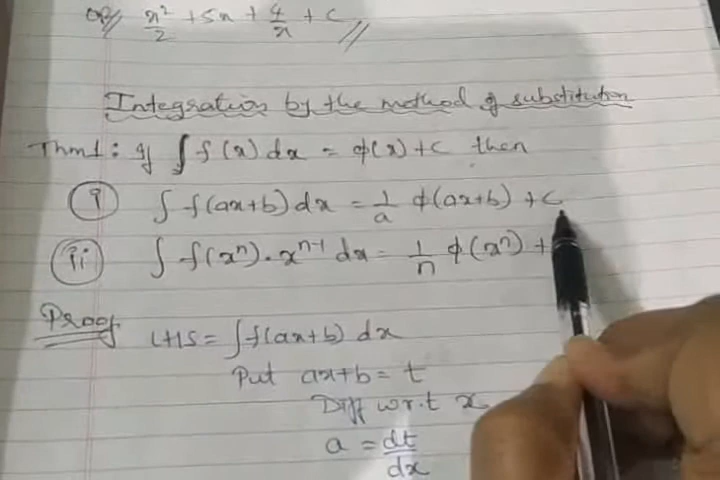 OR// x²/2 + 5x + 4/x + C //
Integration by the method of substitution
Thm1: If ∫ f(x) dx = φ(x) + C then
(i) ∫ f(ax+b) dx = 1/a φ(ax+b) + C
(ii) ∫ f(xⁿ) · xⁿ⁻¹ dx = 1/n φ(xⁿ) +
Proof LHS = ∫ f(ax+b) dx
Put ax+b = t
Diff w.r.t x
a = dt/dx